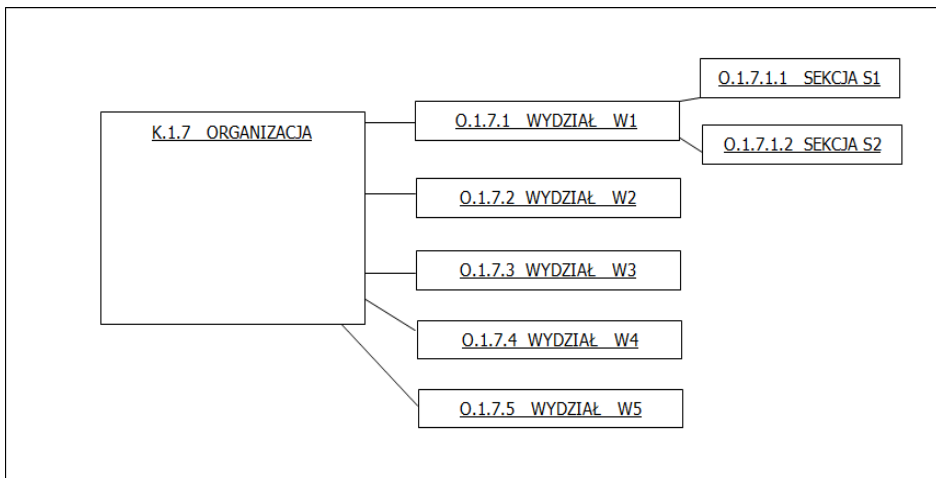 K.1.7 ORGANIZACJA
O.1.7.1 WYDZIAŁ W1
O.1.7.1.1 SEKCJA S1
O.1.7.1.2 SEKCJA S2
O.1.7.2 WYDZIAŁ W2
O.1.7.3 WYDZIAŁ W3
O.1.7.4 WYDZIAŁ W4
O.1.7.5 WYDZIAŁ W5